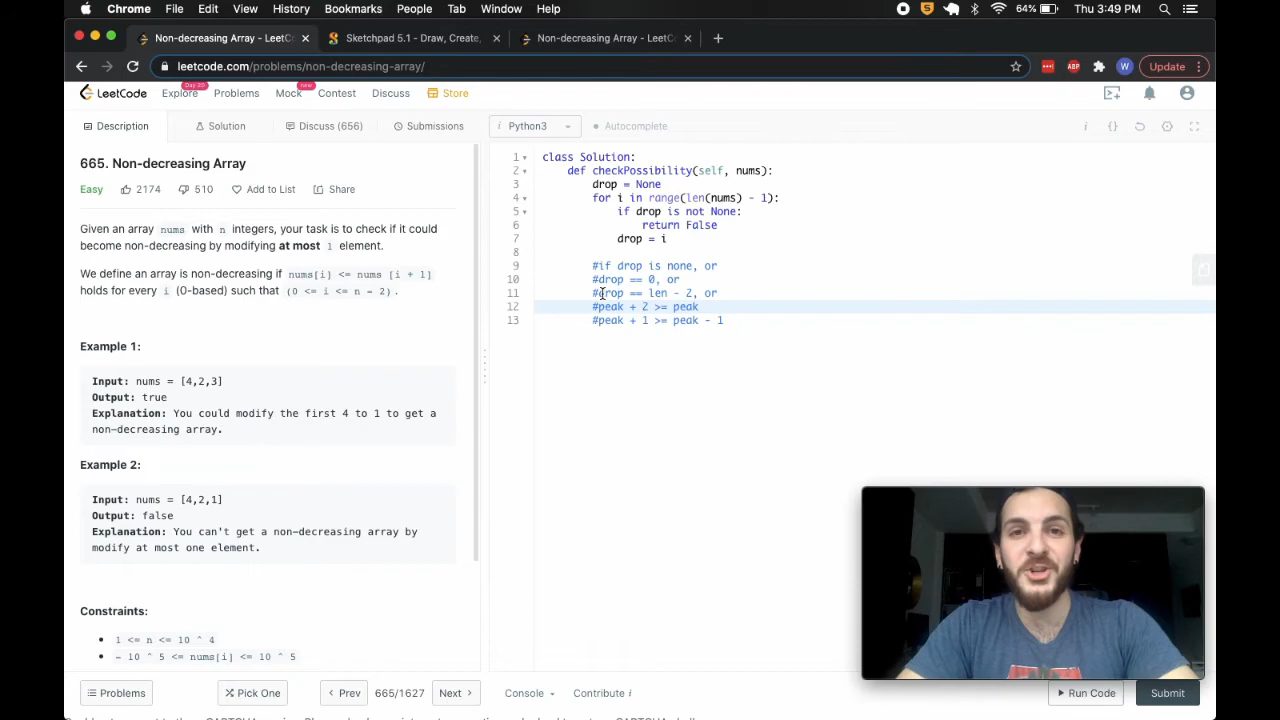 Chrome File Edit View History Bookmarks People Tab Window Help 64% Thu 3:49 PM
Non-decreasing Array - LeetC Sketchpad 5.1 - Draw, Create, Non-decreasing Array - LeetC
leetcode.com/problems/non-decreasing-array/ ABP W Update
Day 20 new
LeetCode Explore Problems Mock Contest Discuss Store
Description Solution Discuss (656) Submissions i Python3 Autocomplete
665. Non-decreasing Array
Easy 2174 510 Add to List Share
Given an array nums with n integers, your task is to check if it could
become non-decreasing by modifying at most 1 element.
We define an array is non-decreasing if nums[i] <= nums [i + 1]
holds for every i (0-based) such that (0 <= i <= n - 2).
Example 1:
Input: nums = [4,2,3]
Output: true
Explanation: You could modify the first 4 to 1 to get a
non-decreasing array.
Example 2:
Input: nums = [4,2,1]
Output: false
Explanation: You can't get a non-decreasing array by
modify at most one element.
Constraints:
• 1 <= n <= 10 ^ 4
• - 10 ^ 5 <= nums[i] <= 10 ^ 5
1 class Solution:
2 def checkPossibility(self, nums):
3 drop = None
4 for i in range(len(nums) - 1):
5 if drop is not None:
6 return False
7 drop = i
8
9 #if drop is none, or
10 #drop == 0, or
11 #drop == len - 2, or
12 #peak + 2 >= peak
13 #peak + 1 >= peak - 1
Problems Pick One Prev 665/1627 Next Console Contribute i Run Code Submit